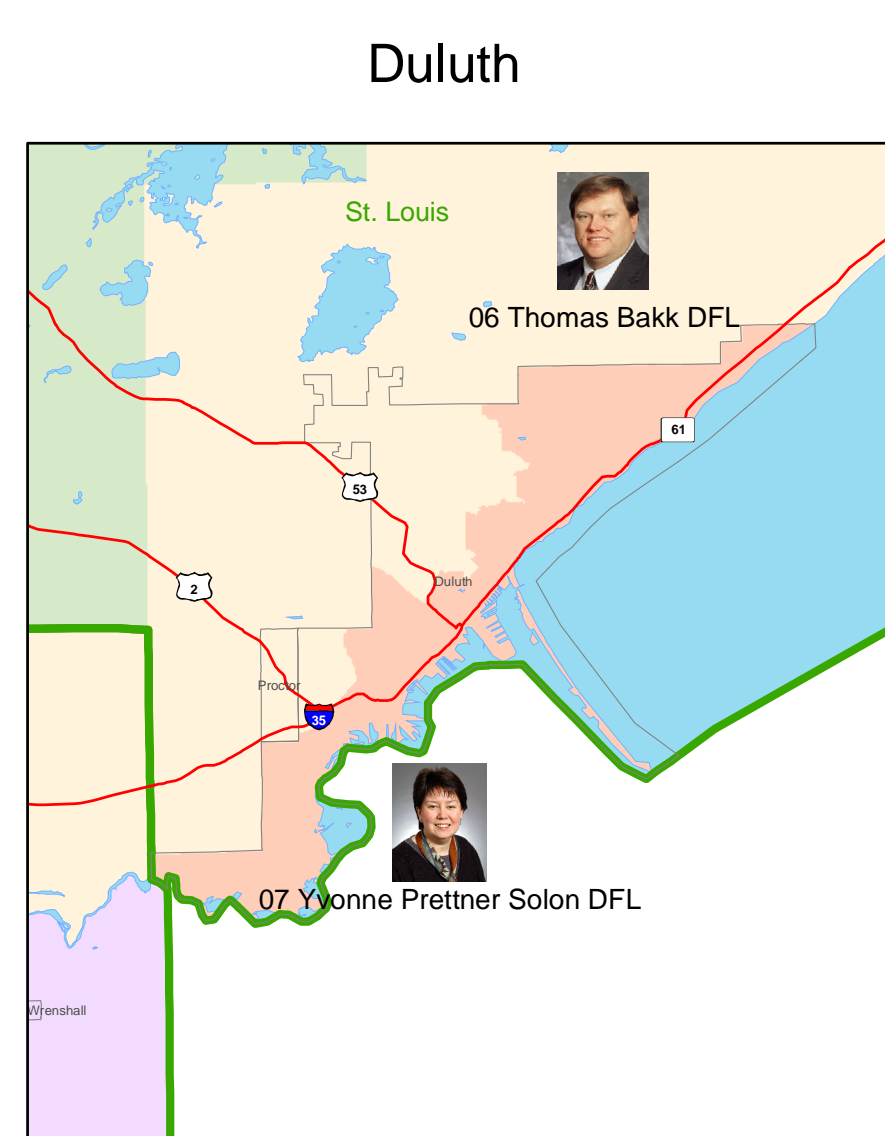 Duluth
St. Louis
06 Thomas Bakk DFL
61
53
Duluth
2
Proctor
35
07 Yvonne Prettner Solon DFL
Wrenshall